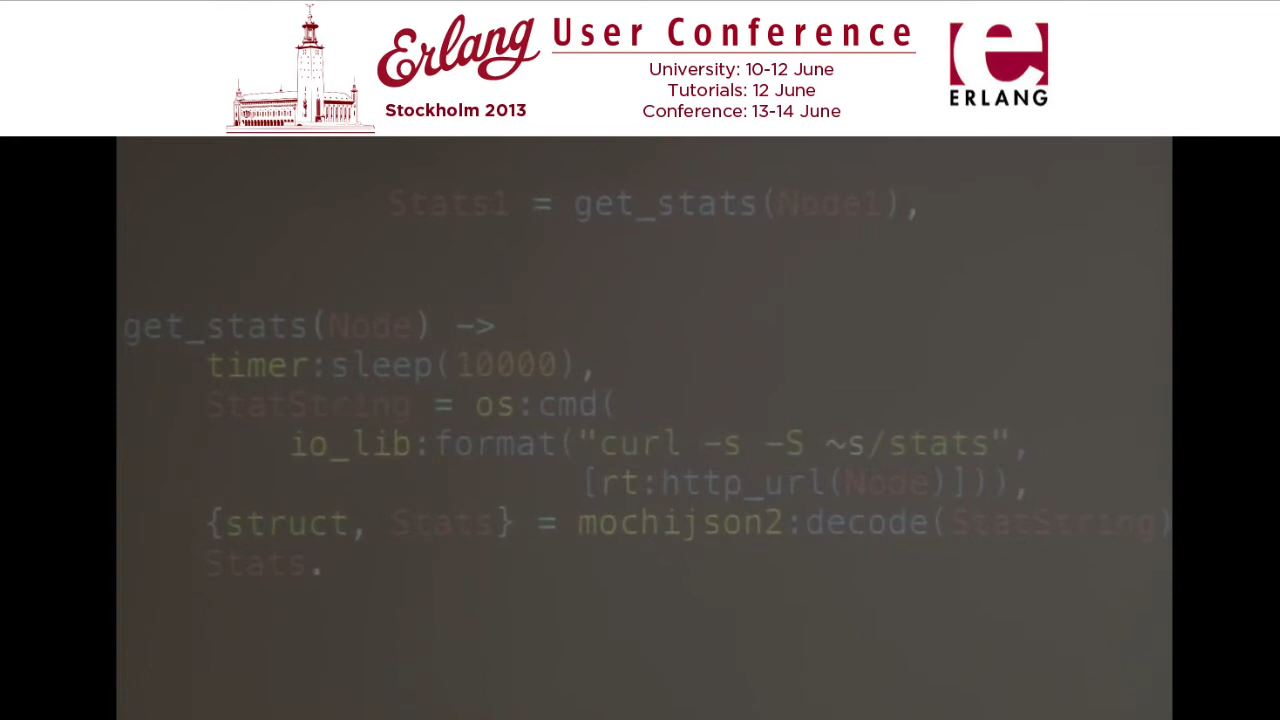 Erlang User Conference
Stockholm 2013
University: 10-12 June
Tutorials: 12 June
Conference: 13-14 June
ERLANG
Stats1 = get_stats(Node1),
get_stats(Node) ->
timer:sleep(10000),
StatString = os:cmd(
io_lib:format("curl -s -S ~s/stats",
[rt:http_url(Node)])),
{struct, Stats} = mochijson2:decode(StatString)
Stats.